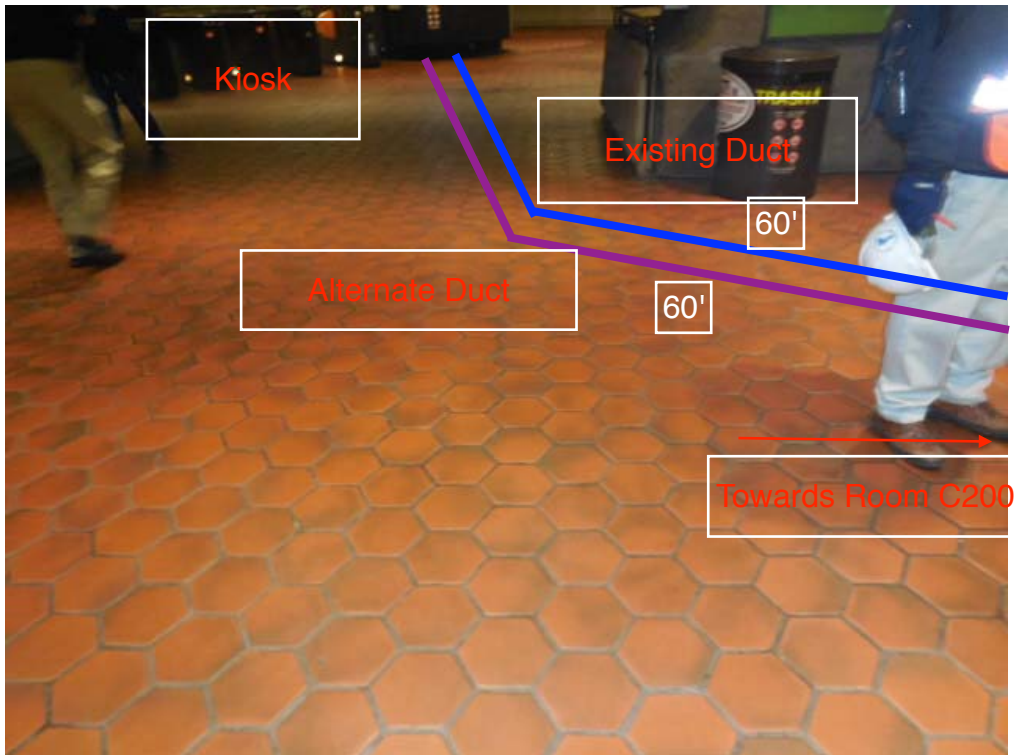 Kiosk
TRASH
Existing Duct
60'
Alternate Duct
60'
Towards Room C200